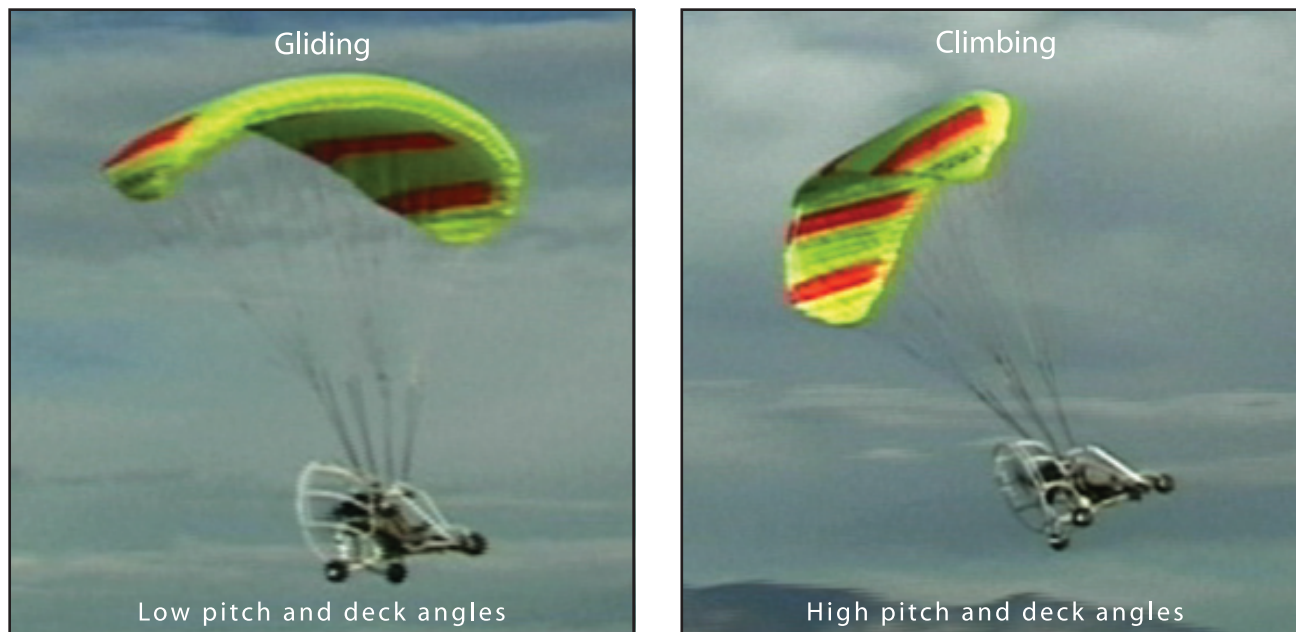 Gliding
Low pitch and deck angles
Climbing
High pitch and deck angles